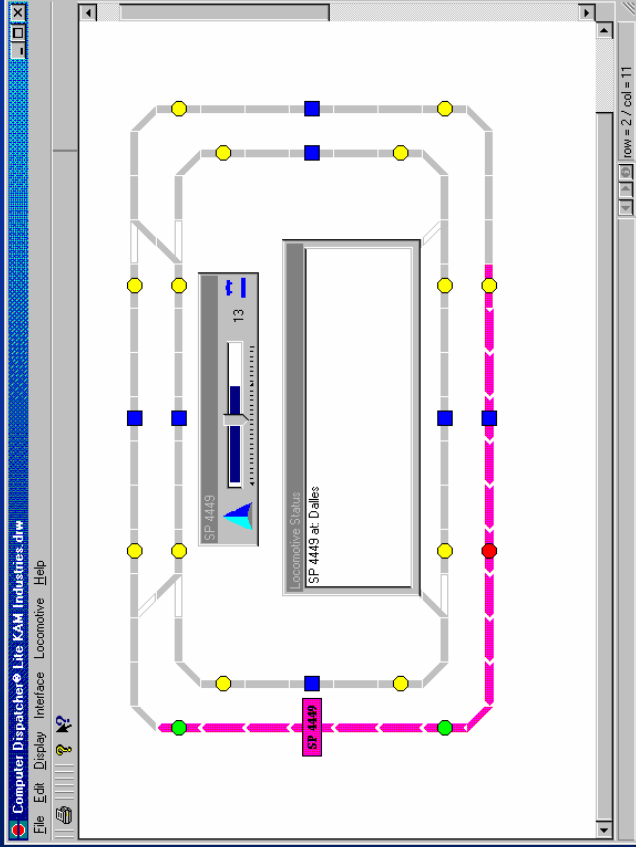 Computer Dispatcher® Lite KAM Industries.drw
File Edit Display Interface Locomotive Help
SP 4449
13
Locomotive Status
SP 4449 at: Dalles
SP 4449
row = 2 / col = 11